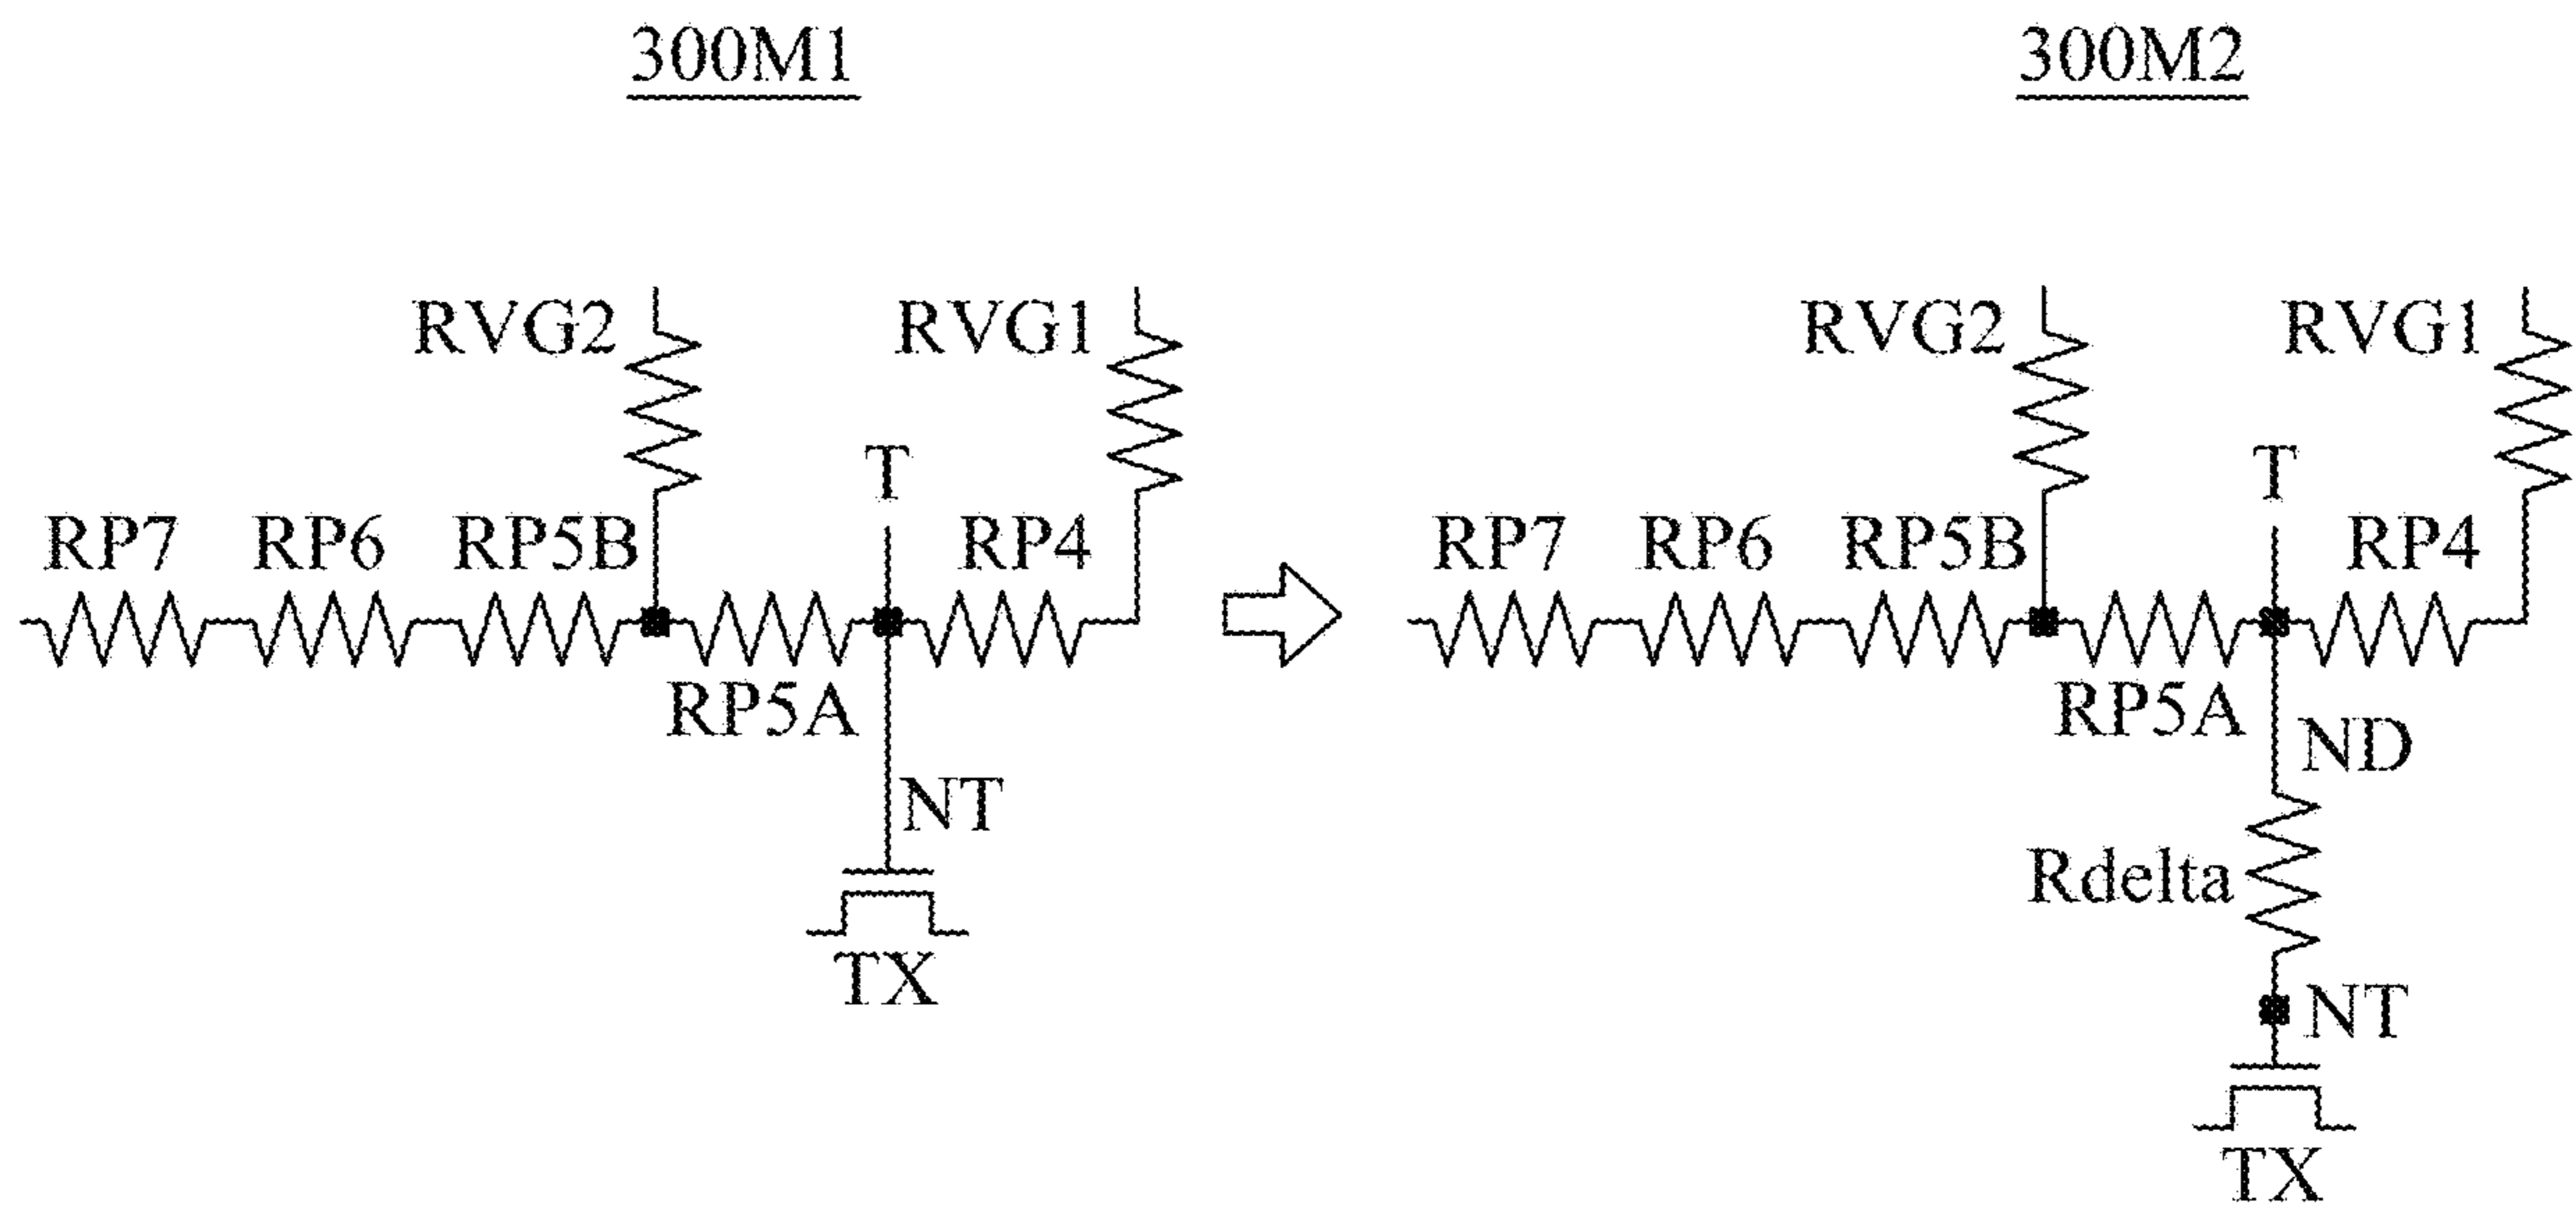 300M1
300M2
RVG2
RVG1
T
RP7
RP6
RP5B
RP4
RP5A
NT
TX
RVG2
RVG1
T
RP7
RP6
RP5B
RP4
RP5A
ND
Rdelta
NT
TX